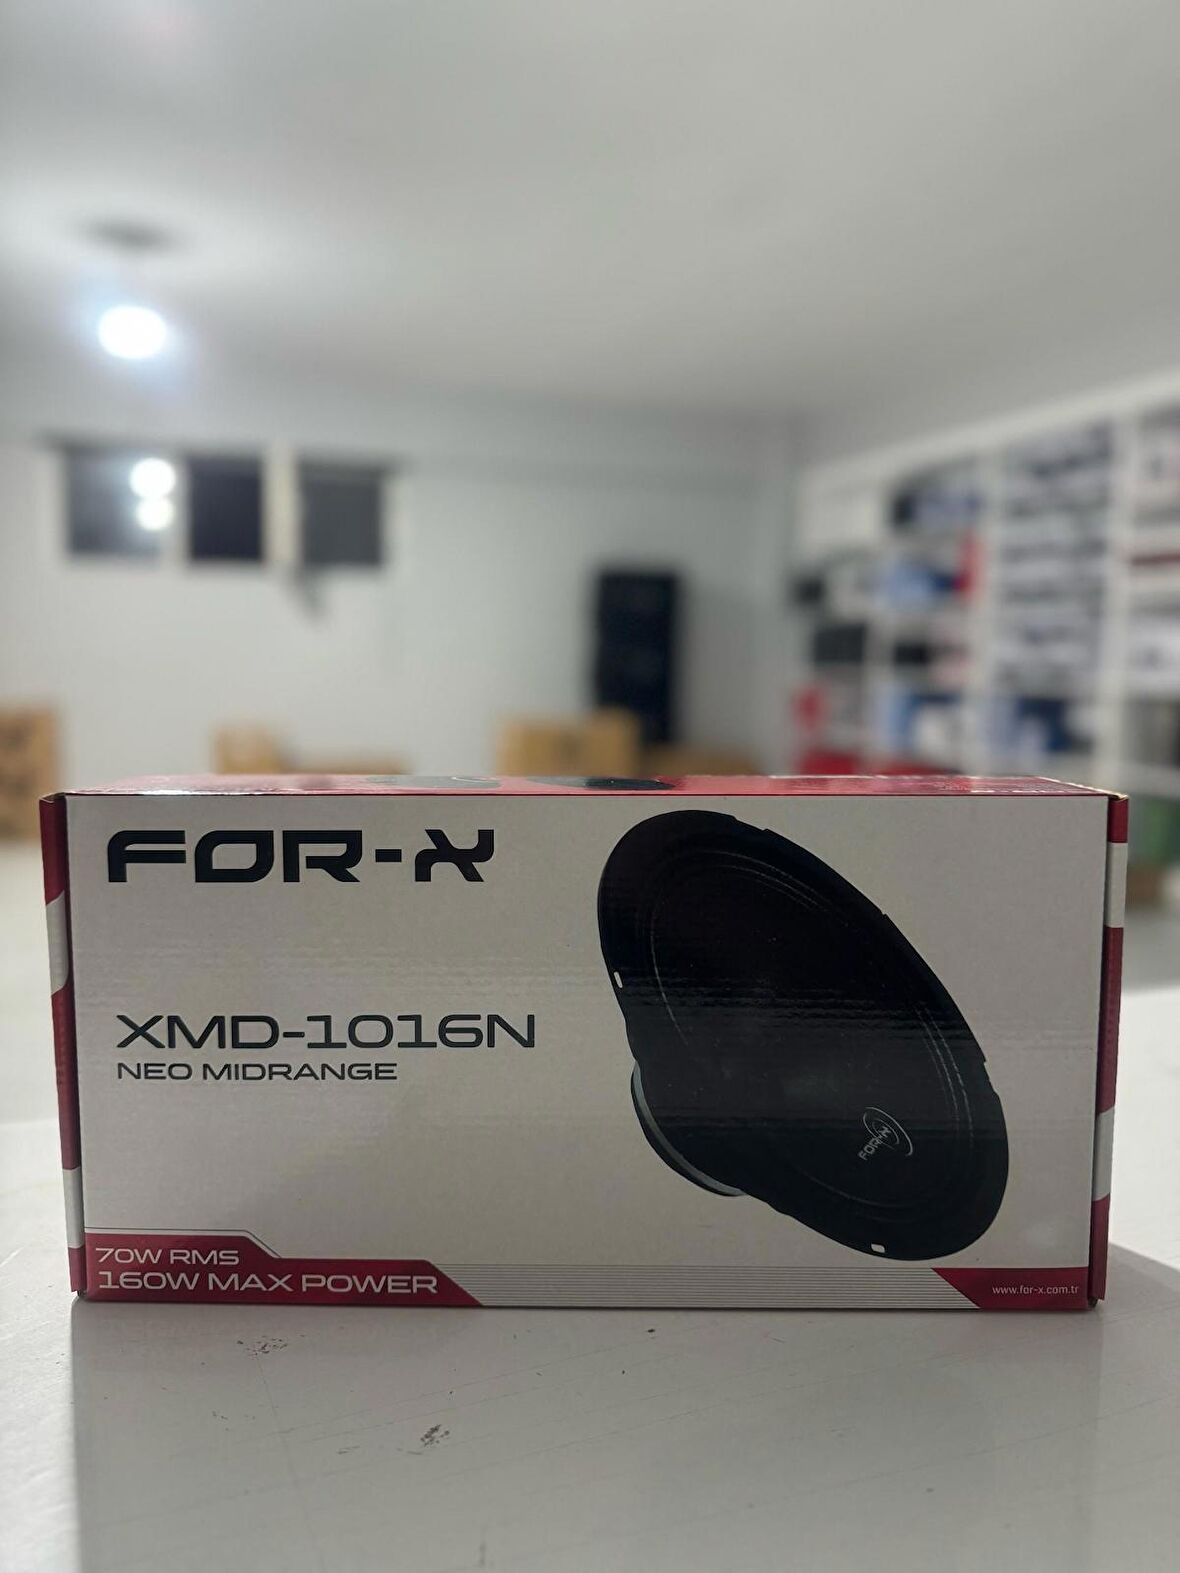 FOR-X
XMD-1016N
NEO MIDRANGE
FOR-X
70W RMS
160W MAX POWER
www.for-x.com.tr